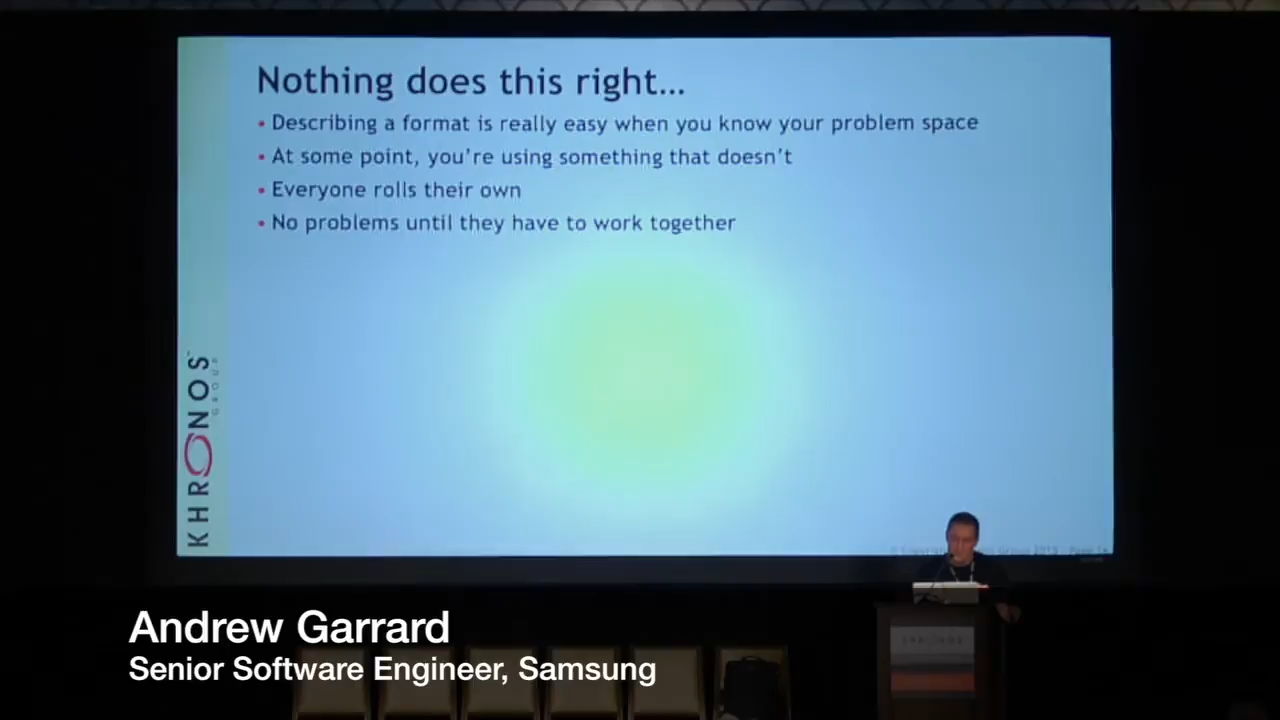 Nothing does this right...
• Describing a format is really easy when you know your problem space
• At some point, you're using something that doesn't
• Everyone rolls their own
• No problems until they have to work together
KHRONOS
GROUP
Andrew Garrard
Senior Software Engineer, Samsung